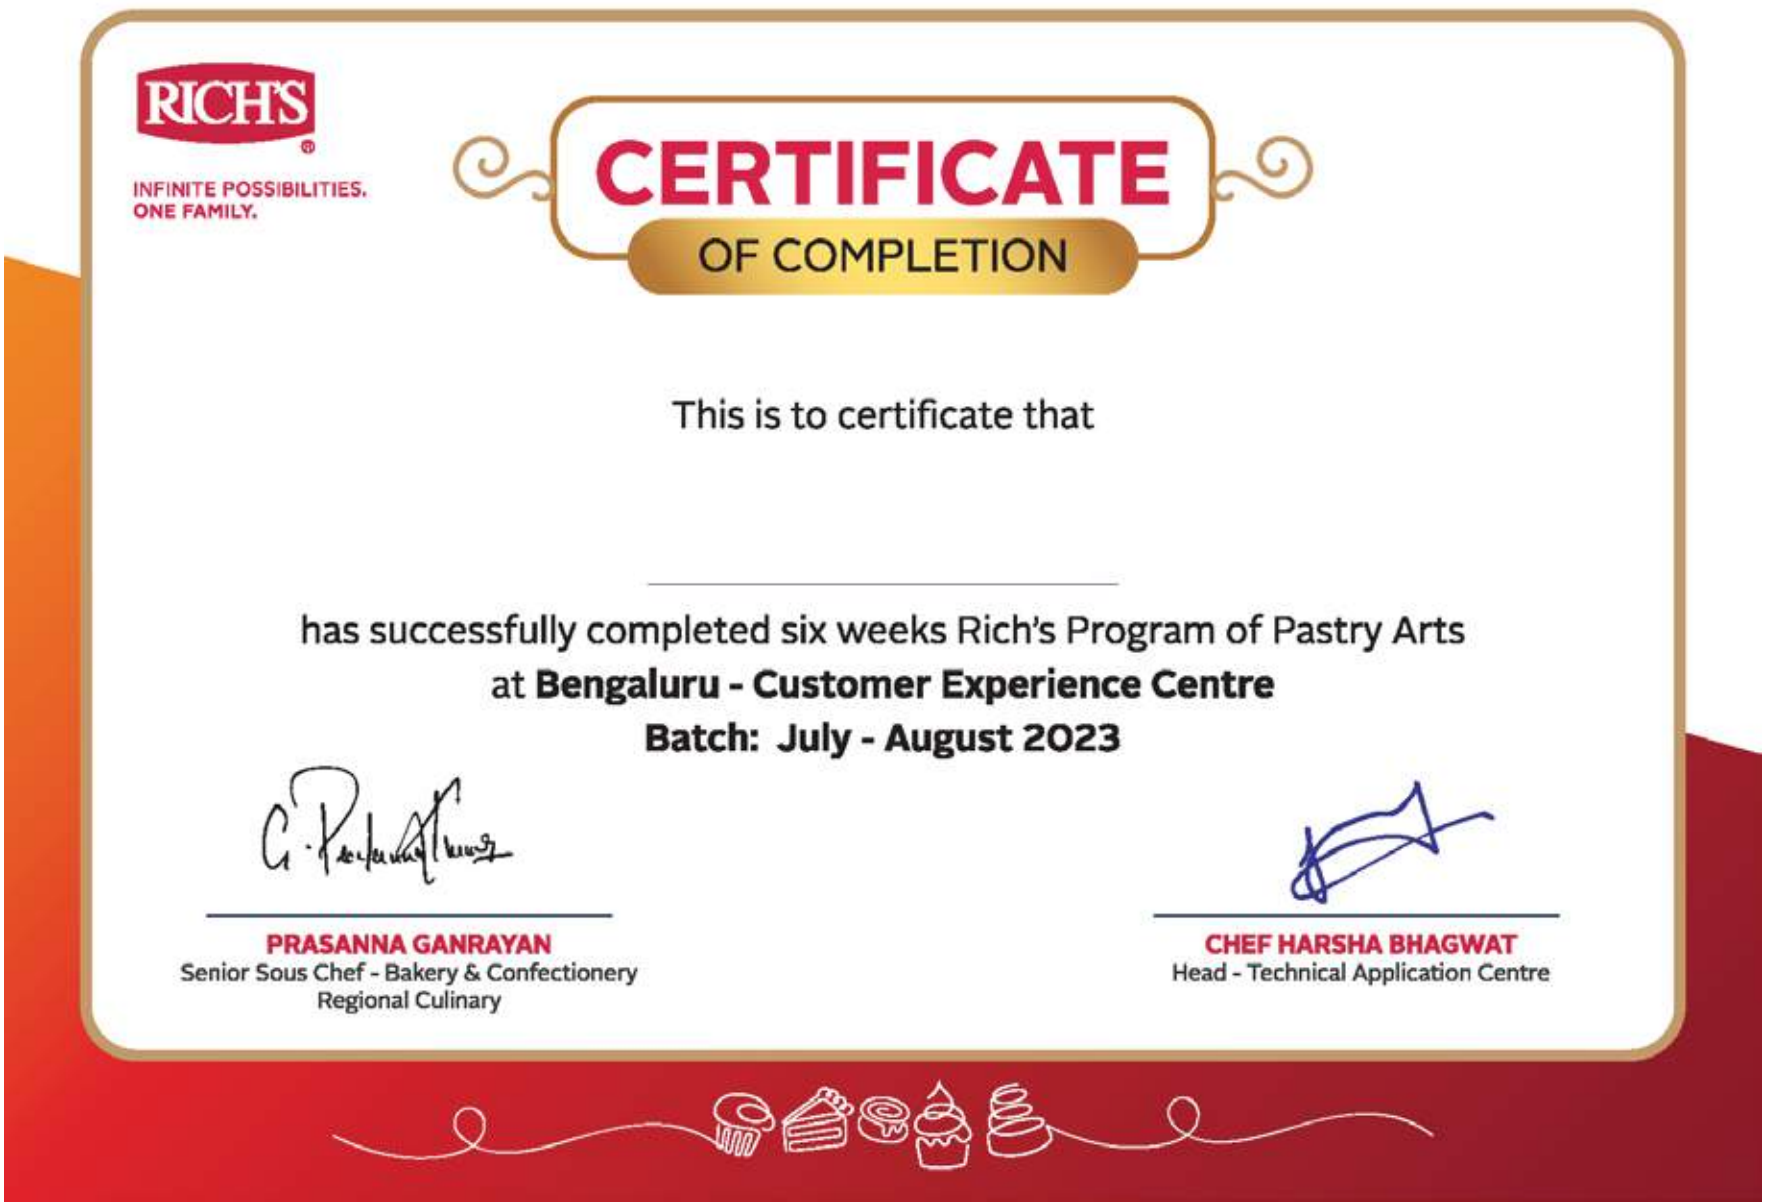 RICH'S
®
INFINITE POSSIBILITIES.
ONE FAMILY.
CERTIFICATE
OF COMPLETION
This is to certificate that
has successfully completed six weeks Rich's Program of Pastry Arts
at Bengaluru - Customer Experience Centre
Batch: July - August 2023
PRASANNA GANRAYAN
Senior Sous Chef - Bakery & Confectionery
Regional Culinary
CHEF HARSHA BHAGWAT
Head - Technical Application Centre